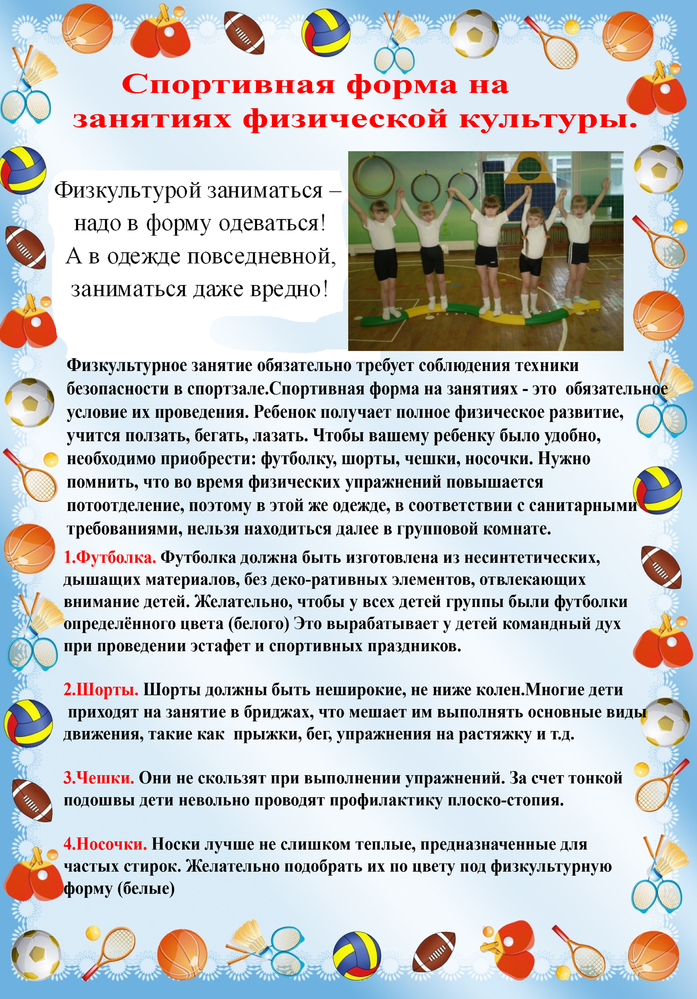 Спортивная форма на
занятиях физической культуры.
Физкультурой заниматься –
надо в форму одеваться!
А в одежде повседневной,
заниматься даже вредно!
Физкультурное занятие обязательно требует соблюдения техники
безопасности в спортзале.Спортивная форма на занятиях - это обязательное
условие их проведения. Ребенок получает полное физическое развитие,
учится ползать, бегать, лазать. Чтобы вашему ребенку было удобно,
необходимо приобрести: футболку, шорты, чешки, носочки. Нужно
помнить, что во время физических упражнений повышается
потоотделение, поэтому в этой же одежде, в соответствии с санитарными
требованиями, нельзя находиться далее в групповой комнате.
1.Футболка. Футболка должна быть изготовлена из несинтетических,
дышащих материалов, без деко-ративных элементов, отвлекающих
внимание детей. Желательно, чтобы у всех детей группы были футболки
определённого цвета (белого) Это вырабатывает у детей командный дух
при проведении эстафет и спортивных праздников.
2.Шорты. Шорты должны быть неширокие, не ниже колен.Многие дети
приходят на занятие в бриджах, что мешает им выполнять основные виды
движения, такие как прыжки, бег, упражнения на растяжку и т.д.
3.Чешки. Они не скользят при выполнении упражнений. За счет тонкой
подошвы дети невольно проводят профилактику плоско-стопия.
4.Носочки. Носки лучше не слишком теплые, предназначенные для
частых стирок. Желательно подобрать их по цвету под физкультурную
форму (белые)